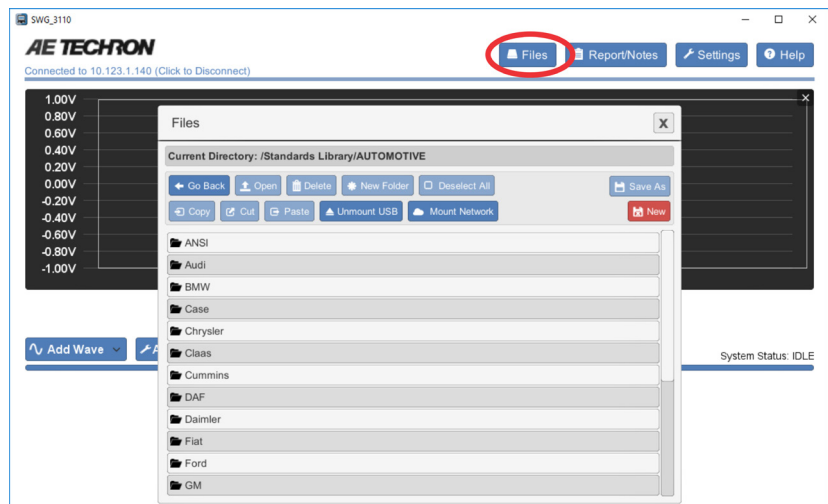 SWG_3110
AE TECHRON
Connected to 10.123.1.140 (Click to Disconnect)
Files
Report/Notes
Settings
Help
1.00V
0.80V
0.60V
0.40V
0.20V
0.00V
-0.20V
-0.40V
-0.60V
-0.80V
-1.00V
Files
X
Current Directory: /Standards Library/AUTOMOTIVE
Go Back Open Delete New Folder Deselect All Save As
Copy Cut Paste Unmount USB Mount Network New
ANSI
Audi
BMW
Case
Chrysler
Claas
Cummins
DAF
Daimler
Fiat
Ford
GM
Add Wave
System Status: IDLE